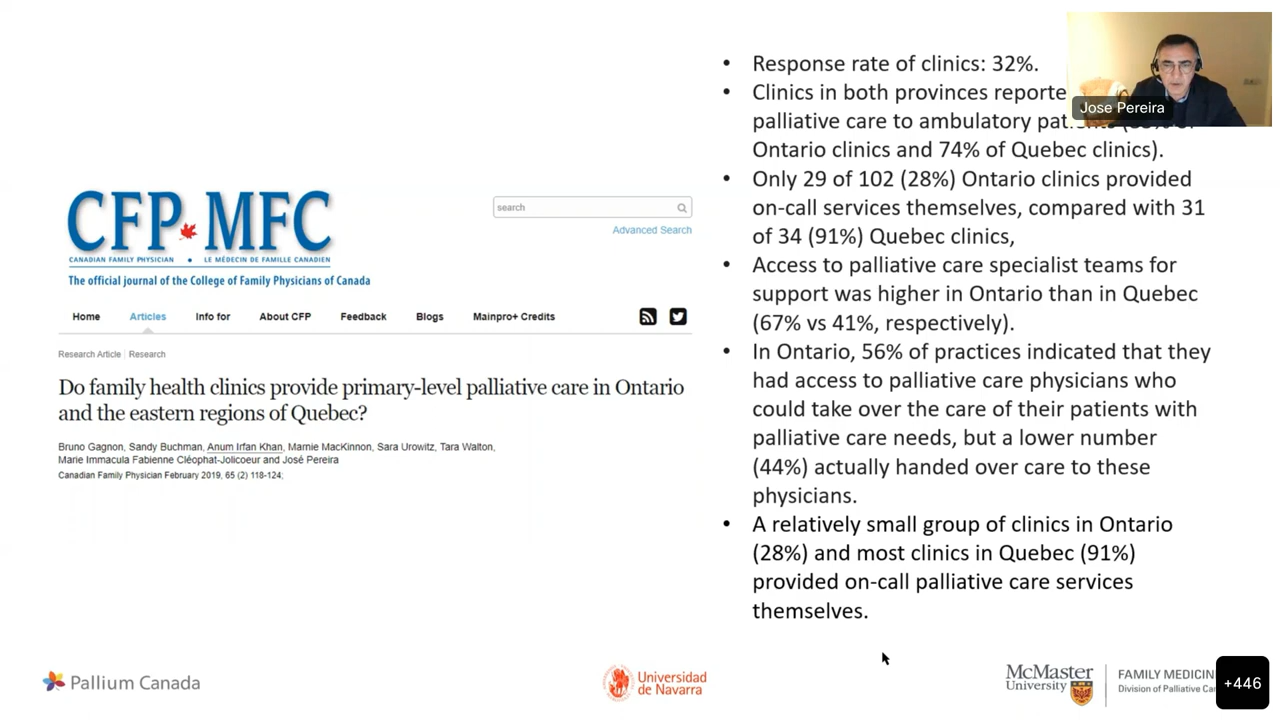 • Response rate of clinics: 32%.
• Clinics in both provinces reporte
palliative care to ambulatory pat
Ontario clinics and 74% of Quebec clinics).
• Only 29 of 102 (28%) Ontario clinics provided
on-call services themselves, compared with 31
of 34 (91%) Quebec clinics,
• Access to palliative care specialist teams for
support was higher in Ontario than in Quebec
(67% vs 41%, respectively).
• In Ontario, 56% of practices indicated that they
had access to palliative care physicians who
could take over the care of their patients with
palliative care needs, but a lower number
(44%) actually handed over care to these
physicians.
• A relatively small group of clinics in Ontario
(28%) and most clinics in Quebec (91%)
provided on-call palliative care services
themselves.
Jose Pereira
CFP MFC
CANADIAN FAMILY PHYSICIAN • LE MÉDECIN DE FAMILLE CANADIEN
The official journal of the College of Family Physicians of Canada
search
Advanced Search
Home Articles Info for About CFP Feedback Blogs Mainpro+ Credits
Research Article | Research
Do family health clinics provide primary-level palliative care in Ontario
and the eastern regions of Quebec?
Bruno Gagnon, Sandy Buchman, Anum Irfan Khan, Marnie MacKinnon, Sara Urowitz, Tara Walton,
Marie Immacula Fabienne Cléophat-Jolicoeur and José Pereira
Canadian Family Physician February 2019, 65 (2) 118-124;
Pallium Canada
Universidad
de Navarra
McMaster
University
FAMILY MEDICIN
Division of Palliative Ca
+446